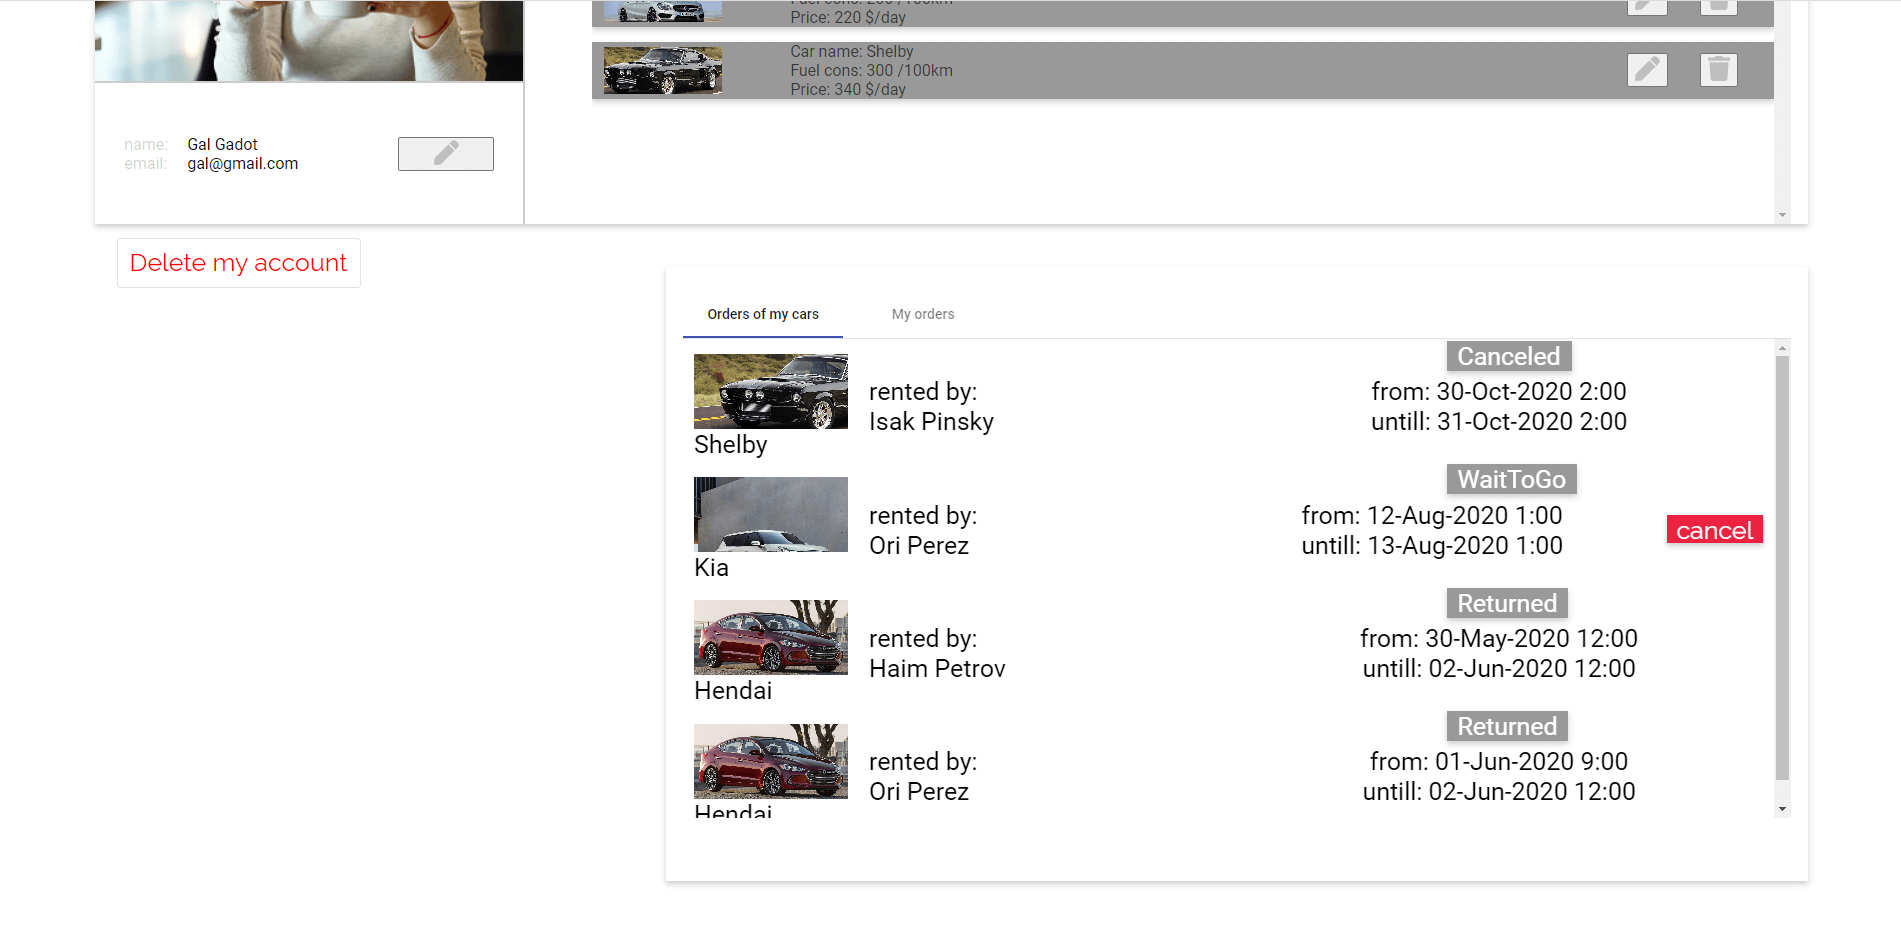 Price: 220 $/day
Car name: Shelby
Fuel cons: 300 /100km
Price: 340 $/day
name: Gal Gadot
email: gal@gmail.com
Delete my account
Orders of my cars
My orders
Canceled
rented by:
Isak Pinsky
from: 30-Oct-2020 2:00
untill: 31-Oct-2020 2:00
Shelby
WaitToGo
rented by:
Ori Perez
from: 12-Aug-2020 1:00
untill: 13-Aug-2020 1:00
cancel
Kia
Returned
rented by:
Haim Petrov
from: 30-May-2020 12:00
untill: 02-Jun-2020 12:00
Hendai
Returned
rented by:
Ori Perez
from: 01-Jun-2020 9:00
untill: 02-Jun-2020 12:00
Hendai